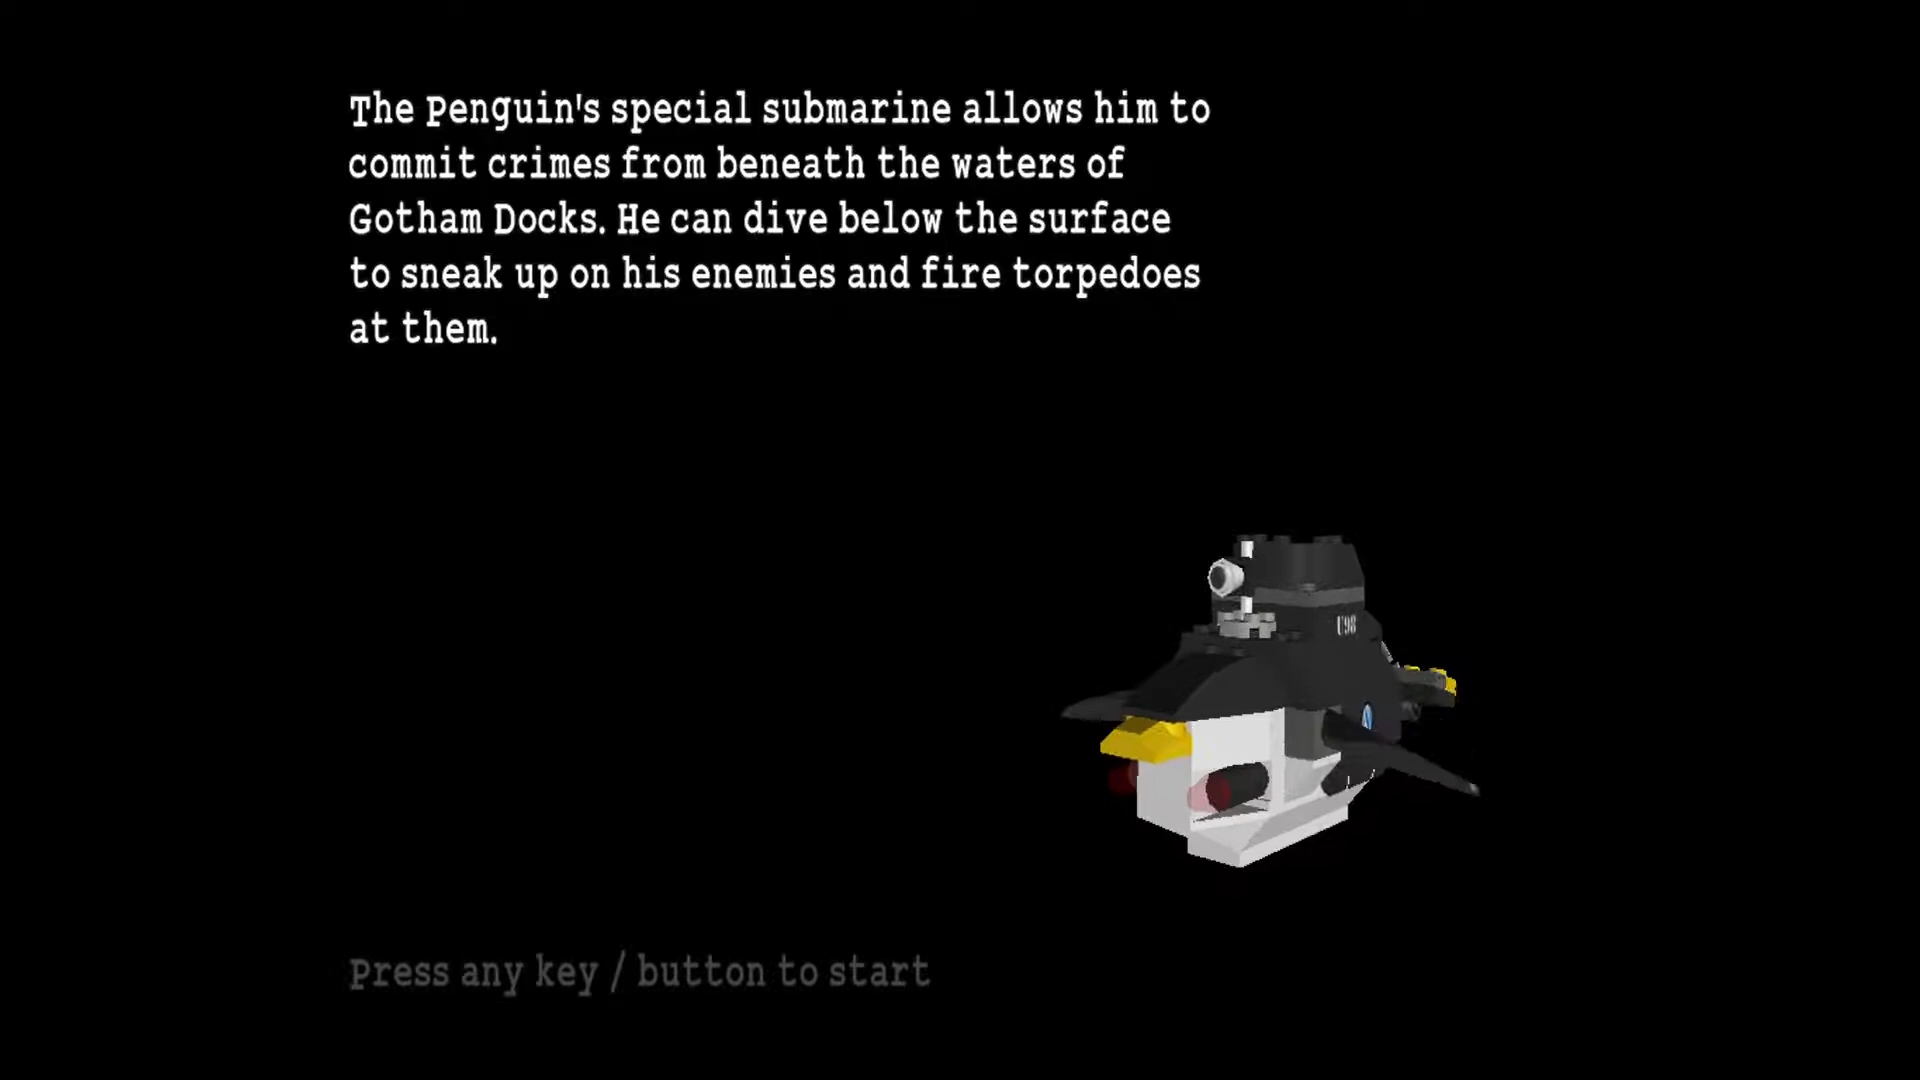 The Penguin's special submarine allows him to
commit crimes from beneath the waters of
Gotham Docks. He can dive below the surface
to sneak up on his enemies and fire torpedoes
at them.
U98
Press any key / button to start